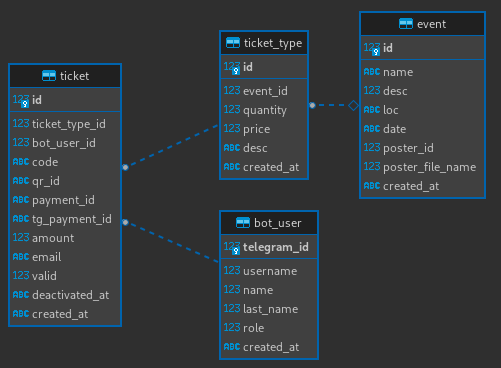 ticket
123 id
123 ticket_type_id
123 bot_user_id
ABC code
ABC qr_id
ABC payment_id
ABC tg_payment_id
123 amount
ABC email
123 valid
ABC deactivated_at
ABC created_at
ticket_type
123 id
123 event_id
123 quantity
123 price
ABC desc
ABC created_at
event
123 id
ABC name
123 desc
ABC loc
ABC date
123 poster_id
123 poster_file_name
ABC created_at
bot_user
123 telegram_id
123 username
123 name
123 last_name
123 role
ABC created_at